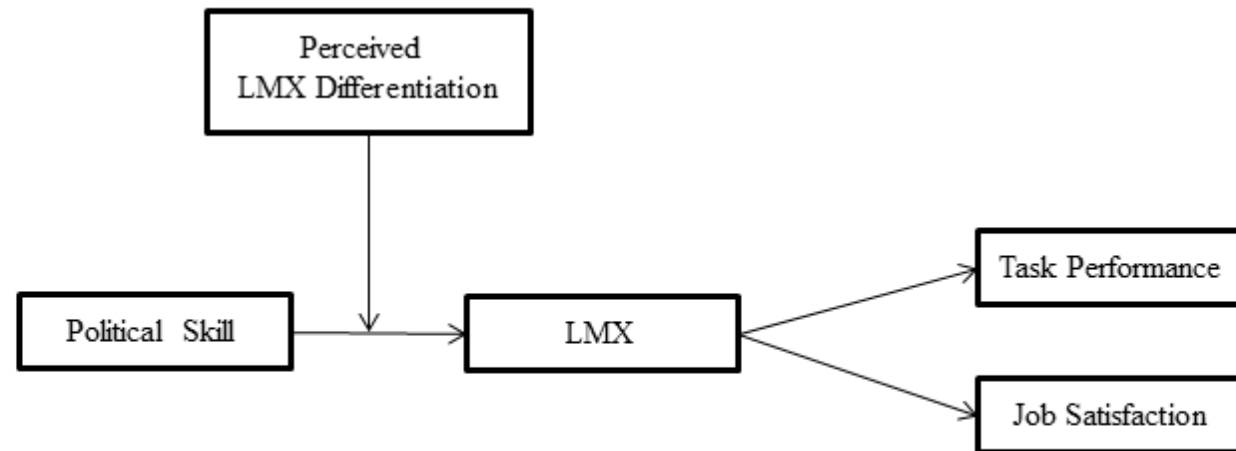 Perceived
LMX Differentiation
Political Skill
LMX
Task Performance
Job Satisfaction